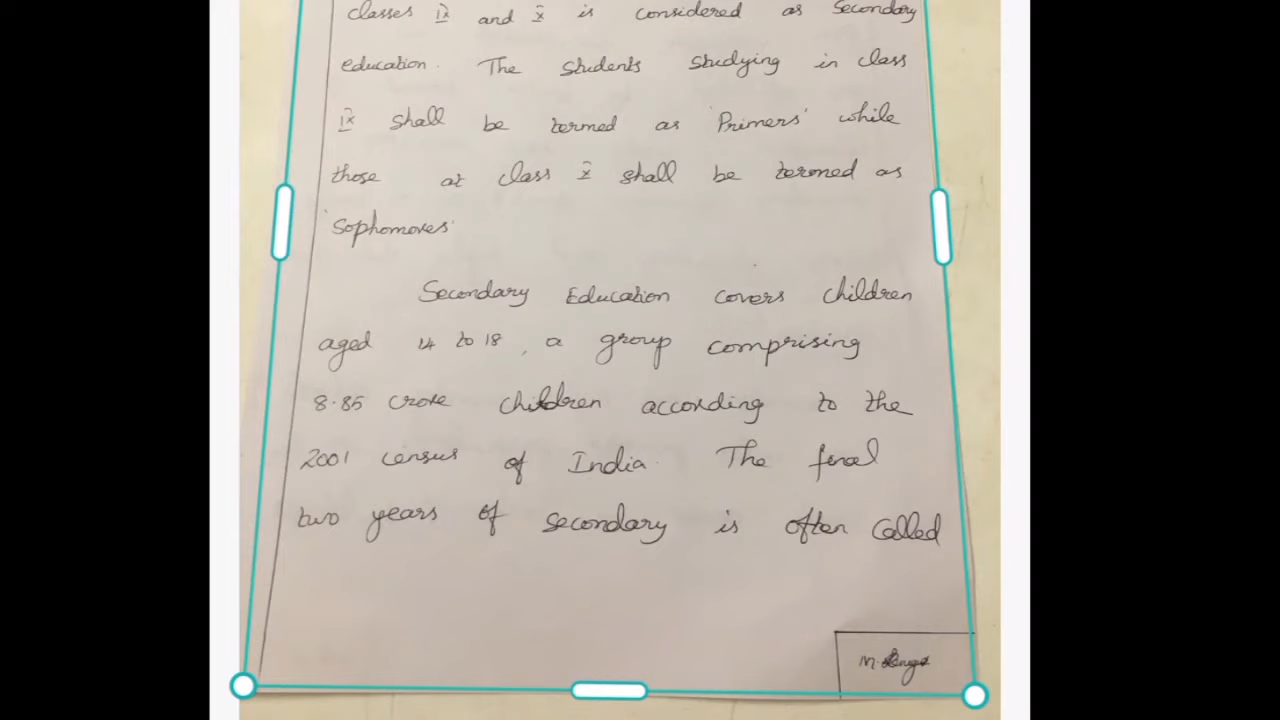 classes IX and X is considered as Secondary
education. The students studying in class
IX shall be termed as 'Primers' while
those at class X shall be termed as
'Sophomores'
Secondary Education covers children
aged 14 to 18, a group comprising
8.85 crore children according to the
2001 census of India. The final
two years of secondary is often called
M.